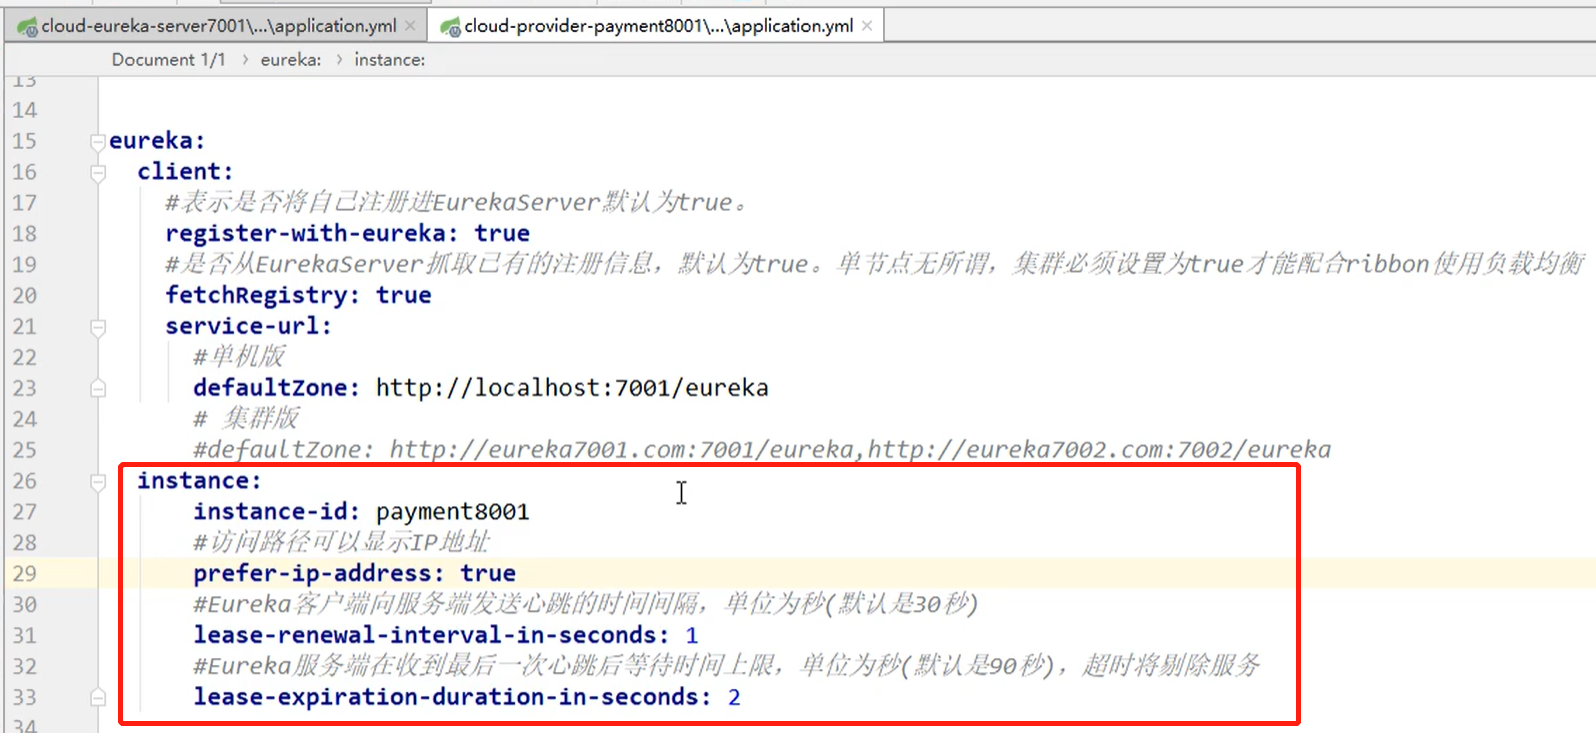 cloud-eureka-server7001\...\application.yml × cloud-provider-payment8001\...\application.yml ×
Document 1/1 › eureka: › instance:
13
14
15 eureka:
16 client:
17 #表示是否将自己注册进EurekaServer默认为true。
18 register-with-eureka: true
19 #是否从EurekaServer抓取已有的注册信息，默认为true。单节点无所谓，集群必须设置为true才能配合ribbon使用负载均衡
20 fetchRegistry: true
21 service-url:
22 #单机版
23 defaultZone: http://localhost:7001/eureka
24 # 集群版
25 #defaultZone: http://eureka7001.com:7001/eureka,http://eureka7002.com:7002/eureka
26 instance:
27 instance-id: payment8001
28 #访问路径可以显示IP地址
29 prefer-ip-address: true
30 #Eureka客户端向服务端发送心跳的时间间隔，单位为秒(默认是30秒)
31 lease-renewal-interval-in-seconds: 1
32 #Eureka服务端在收到最后一次心跳后等待时间上限，单位为秒(默认是90秒)，超时将剔除服务
33 lease-expiration-duration-in-seconds: 2
34